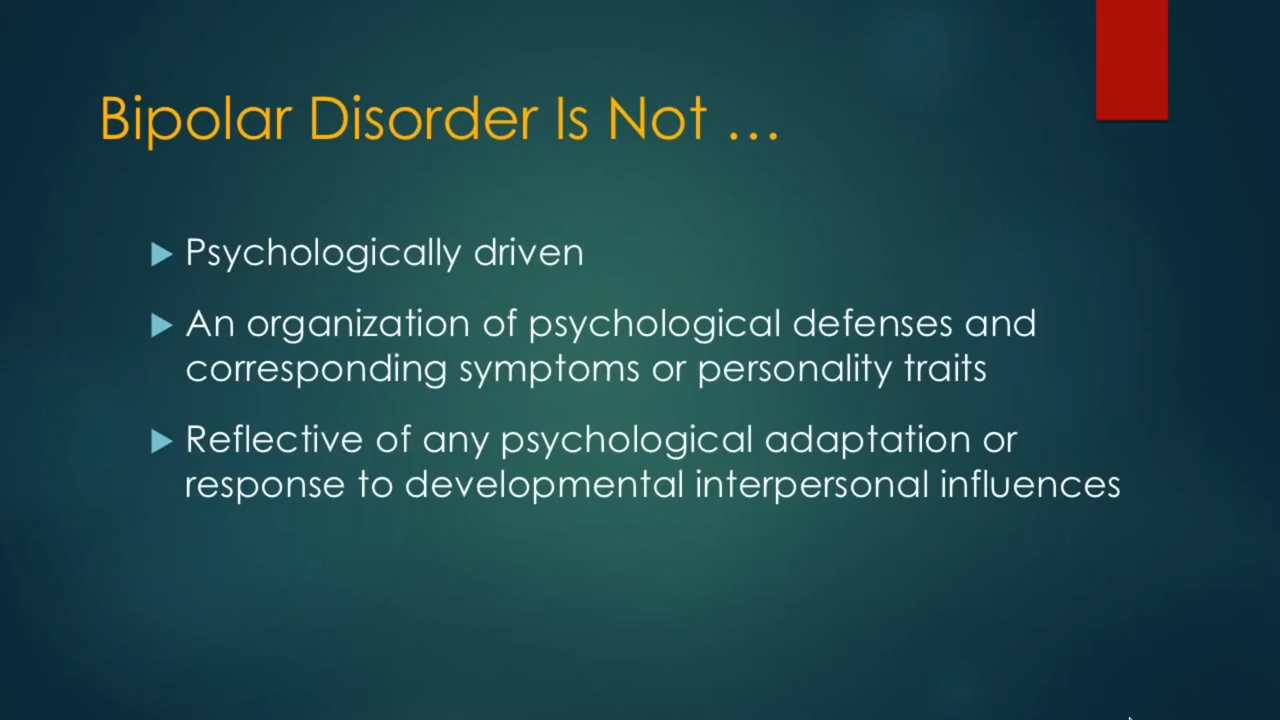 Bipolar Disorder Is Not …
Psychologically driven
An organization of psychological defenses and
corresponding symptoms or personality traits
Reflective of any psychological adaptation or
response to developmental interpersonal influences